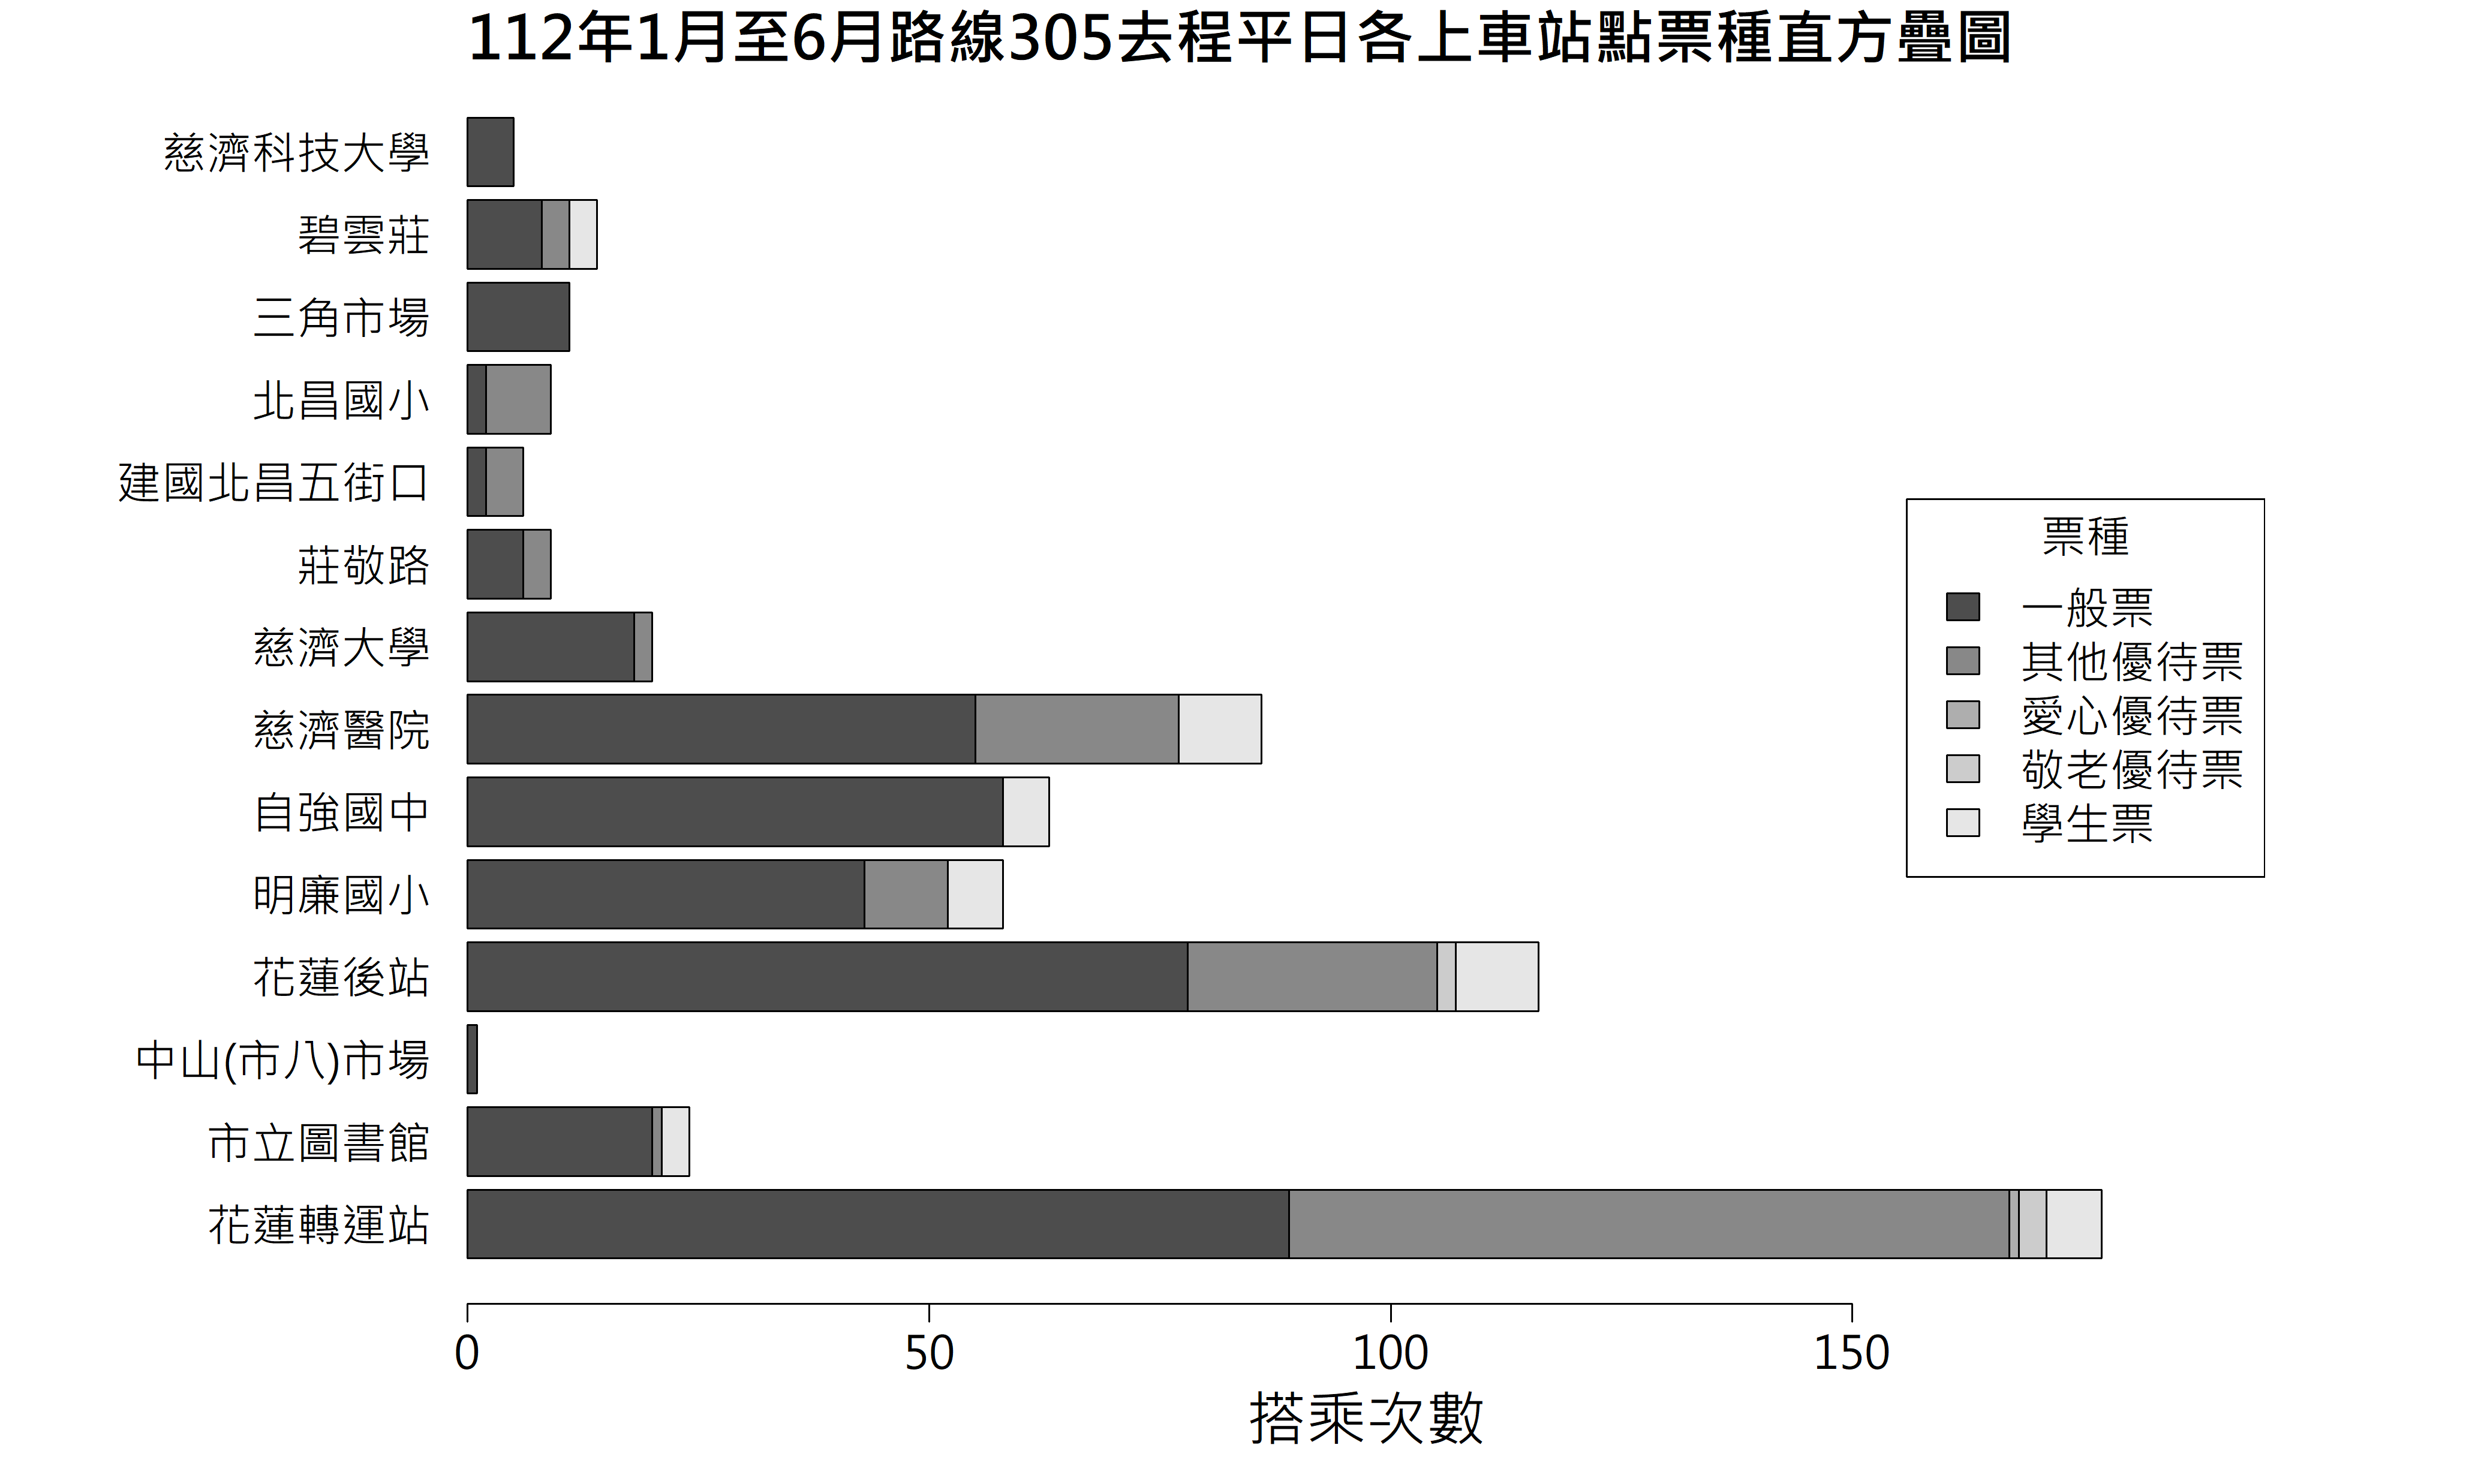 112年1月至6月路線305去程平日各上車站點票種直方疊圖
慈濟科技大學
碧雲莊
三角市場
北昌國小
建國北昌五街口
莊敬路
慈濟大學
慈濟醫院
自強國中
明廉國小
花蓮後站
中山(市八)市場
市立圖書館
花蓮轉運站
票種
一般票
其他優待票
愛心優待票
敬老優待票
學生票
0 50 100 150
搭乘次數